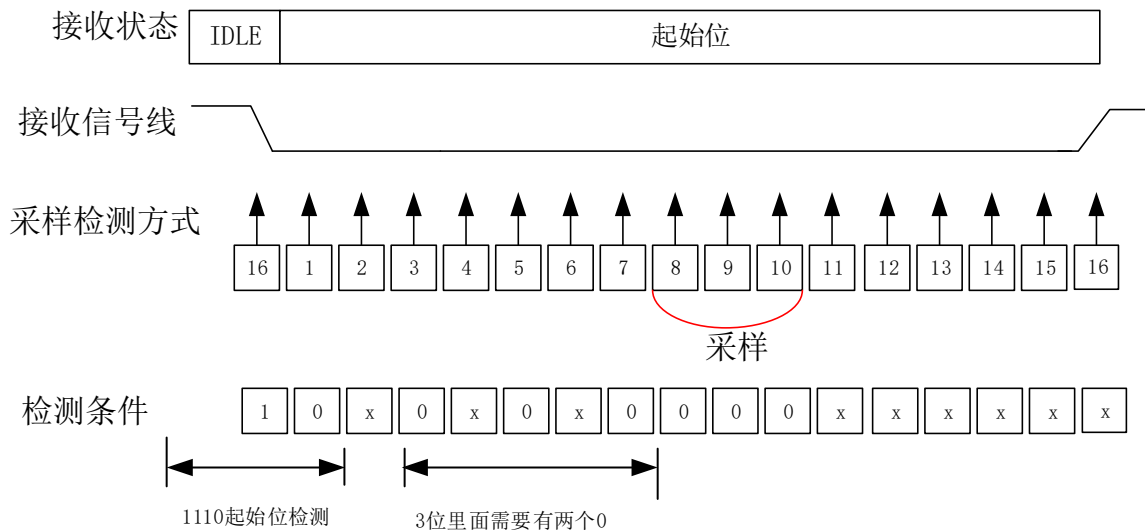 接收状态 IDLE 起始位
接收信号线
采样检测方式
16 1 2 3 4 5 6 7 8 9 10 11 12 13 14 15 16
采样
检测条件 1 0 x 0 x 0 x 0 0 0 0 x x x x x x
1110起始位检测 3位里面需要有两个0